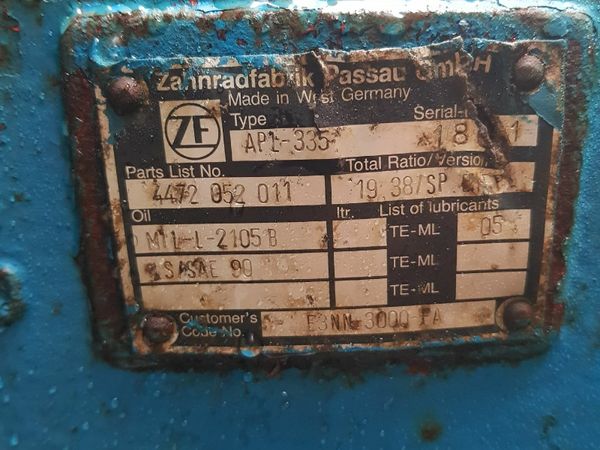 Zahnradfabrik Passau GmbH
Made in West Germany
ZF
Type
Serial-
APL-335
Parts List No.
Total Ratio/Version
4472 052 011
19.38/SP
Oil
ltr.
List of lubricants
MIL-L-2105 B
TE-ML
05
SAE 90
TE-ML
TE-ML
Customer's
Code No.
E3NN-3000-FA